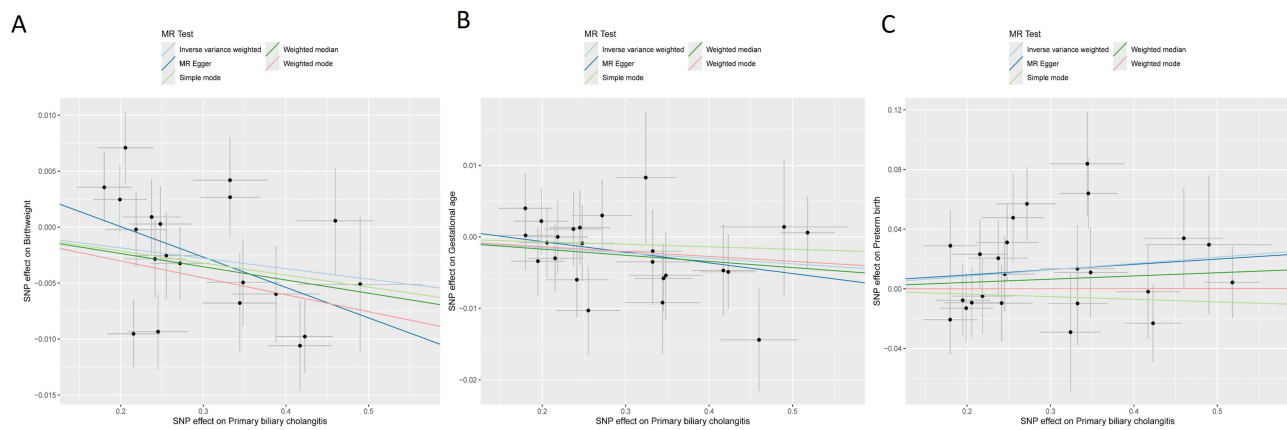 A
MR Test
Inverse variance weighted
Weighted median
MR Egger
Weighted mode
Simple mode
SNP effect on Birthweight
0.010
0.005
0.000
−0.005
−0.010
−0.015
0.2
0.3
0.4
0.5
SNP effect on Primary biliary cholangitis
B
MR Test
Inverse variance weighted
Weighted median
MR Egger
Weighted mode
Simple mode
SNP effect on Gestational age
0.01
0.00
−0.01
−0.02
0.2
0.3
0.4
0.5
SNP effect on Primary biliary cholangitis
C
MR Test
Inverse variance weighted
Weighted median
MR Egger
Weighted mode
Simple mode
SNP effect on Preterm birth
0.12
0.08
0.04
0.00
−0.04
0.2
0.3
0.4
0.5
SNP effect on Primary biliary cholangitis